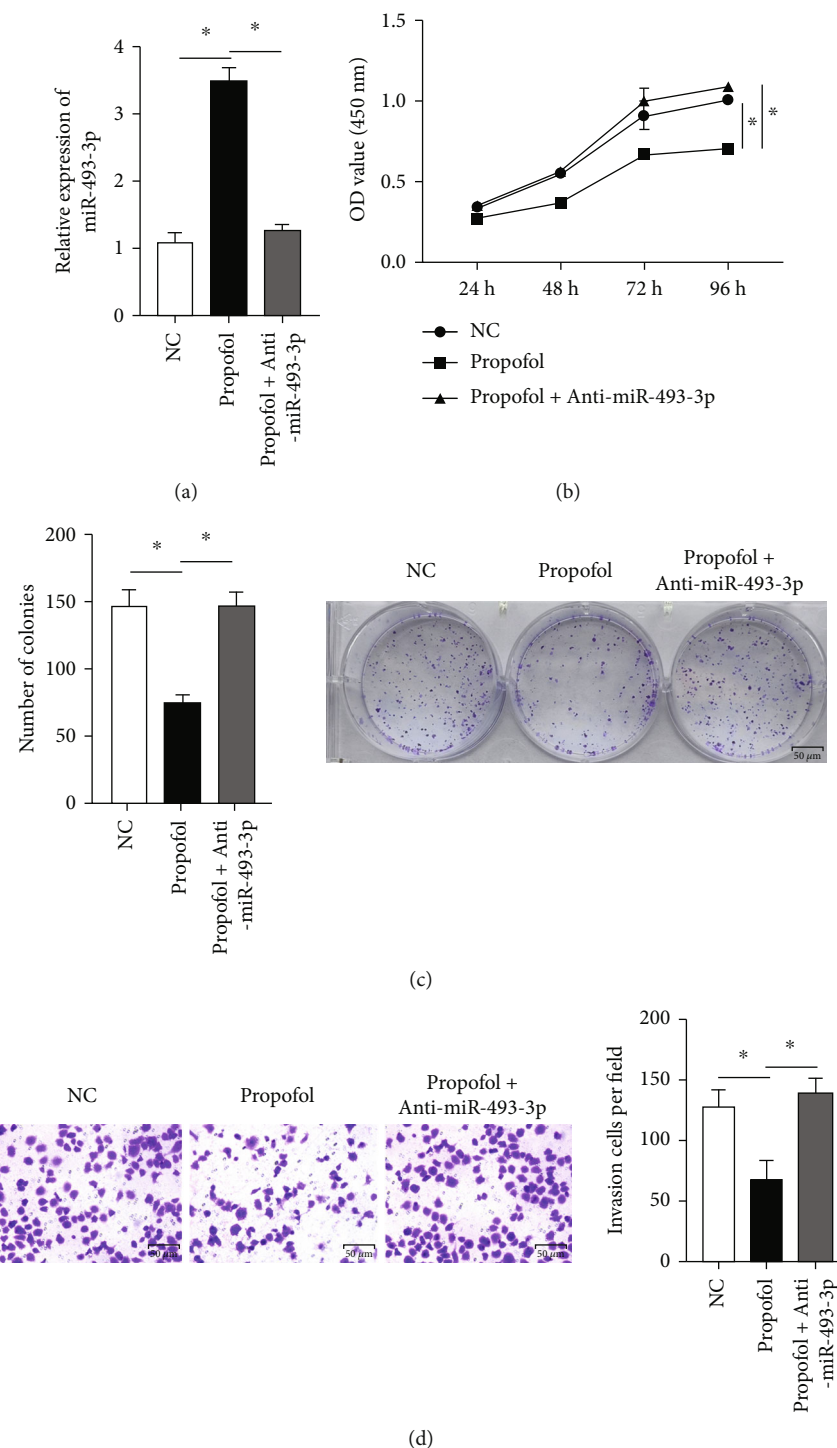 Relative expression of
miR-493-3p
4
3
2
1
0
*
*
NC
Propofol
Propofol + Anti
-miR-493-3p
(a)
OD value (450 nm)
1.5
1.0
0.5
0.0
*
*
24 h
48 h
72 h
96 h
NC
Propofol
Propofol + Anti-miR-493-3p
(b)
Number of colonies
200
150
100
50
0
*
*
NC
Propofol
Propofol + Anti
-miR-493-3p
NC
Propofol
Propofol +
Anti-miR-493-3p
50 μm
(c)
NC
Propofol
Propofol +
Anti-miR-493-3p
50 μm
50 μm
50 μm
Invasion cells per field
200
150
100
50
0
*
*
NC
Propofol
Propofol + Anti
-miR-493-3p
(d)